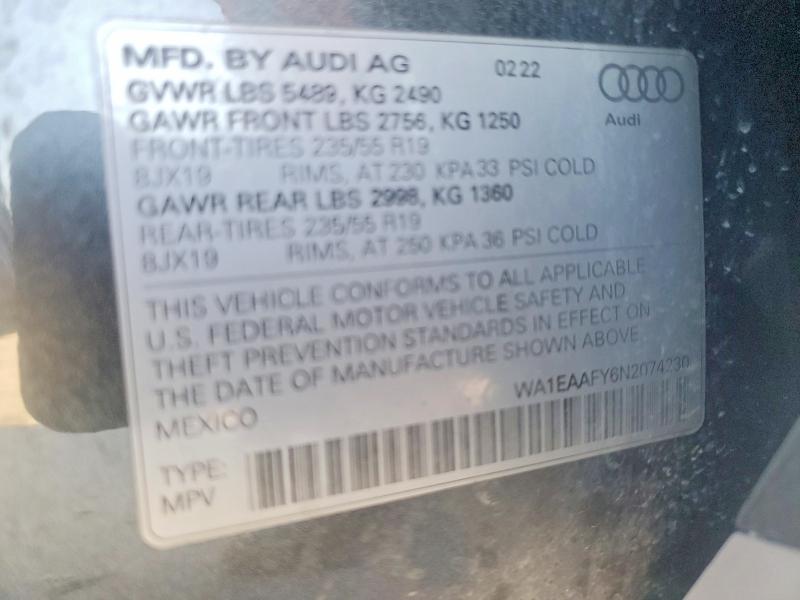 MFD. BY AUDI AG 02 22
GVWR LBS 5489, KG 2490
Audi
GAWR FRONT LBS 2756, KG 1250
FRONT-TIRES 235/55 R19
8JX19 RIMS, AT 230 KPA 33 PSI COLD
GAWR REAR LBS 2998, KG 1360
REAR-TIRES 235/55 R19
8JX19 RIMS, AT 250 KPA 36 PSI COLD
THIS VEHICLE CONFORMS TO ALL APPLICABLE
U.S. FEDERAL MOTOR VEHICLE SAFETY AND
THEFT PREVENTION STANDARDS IN EFFECT ON
THE DATE OF MANUFACTURE SHOWN ABOVE.
MEXICO WA1EAAFY6N2074230
TYPE:
MPV